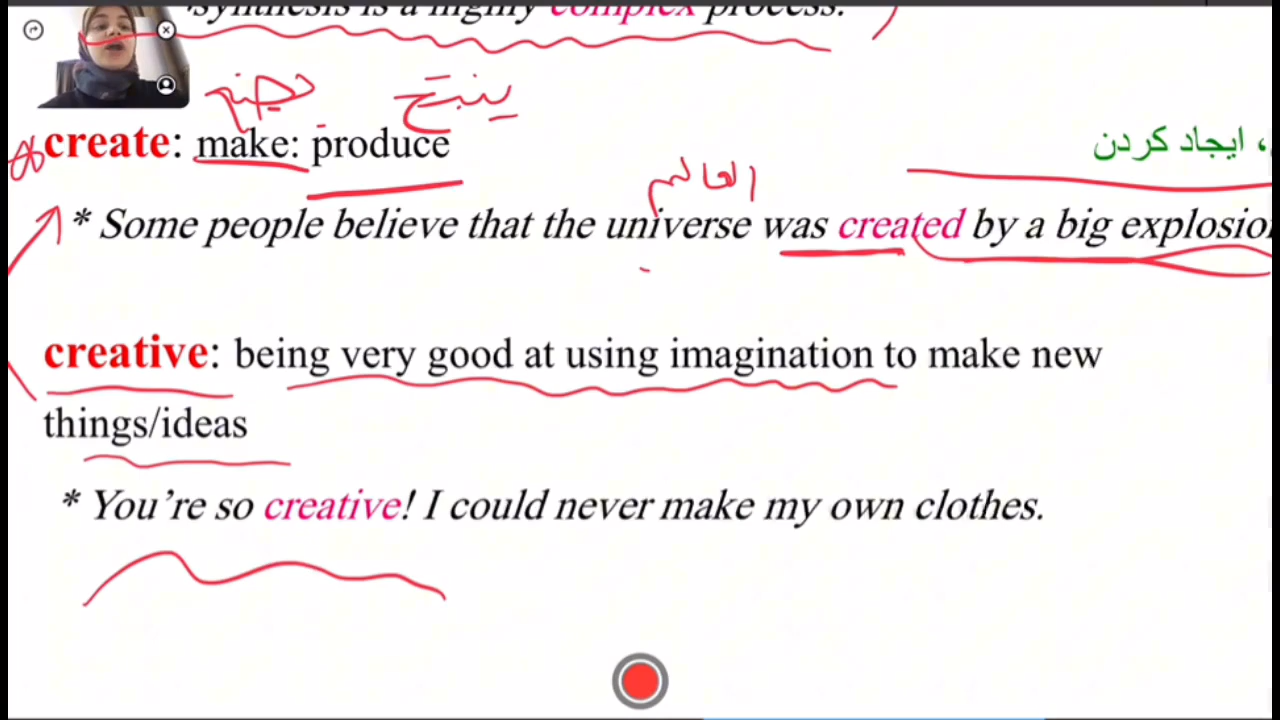 synthesis is a highly complex process.
يصنع ينتج
create: make: produce ، ایجاد کردن
العالم
* Some people believe that the universe was created by a big explosion
creative: being very good at using imagination to make new
things/ideas
* You're so creative! I could never make my own clothes.